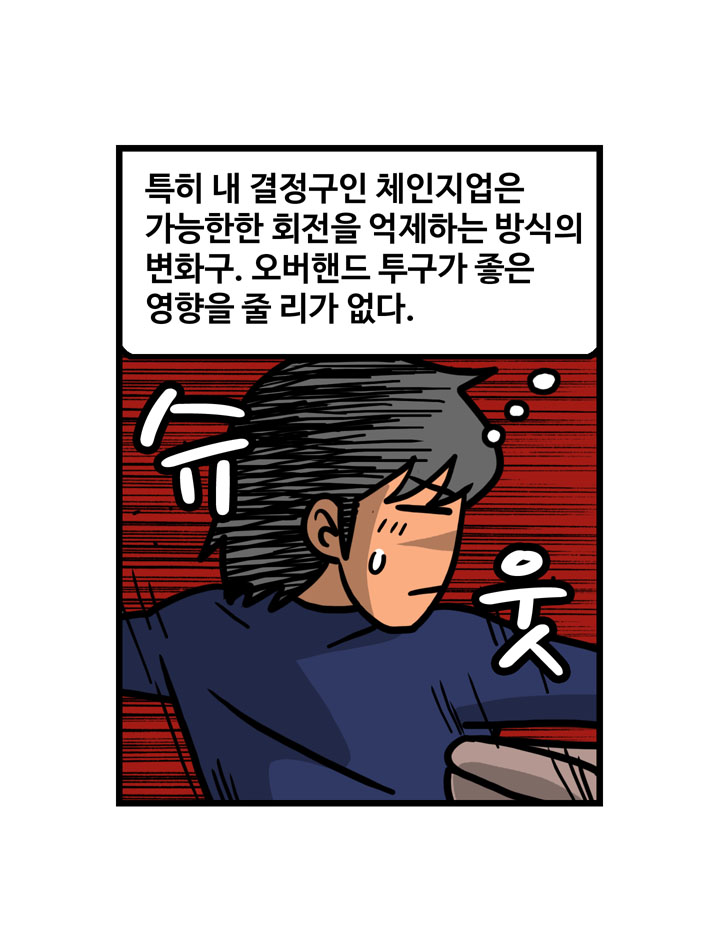 특히 내 결정구인 체인지업은
가능한한 회전을 억제하는 방식의
변화구. 오버핸드 투구가 좋은
영향을 줄 리가 없다.
슈
웃